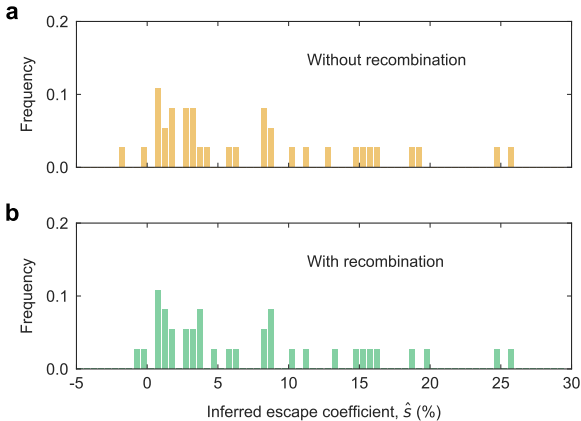 a
0.2
Without recombination
0.1
Frequency
0.0
b
0.2
With recombination
0.1
Frequency
0.0
-5 0 5 10 15 20 25 30
Inferred escape coefficient, ŝ (%)